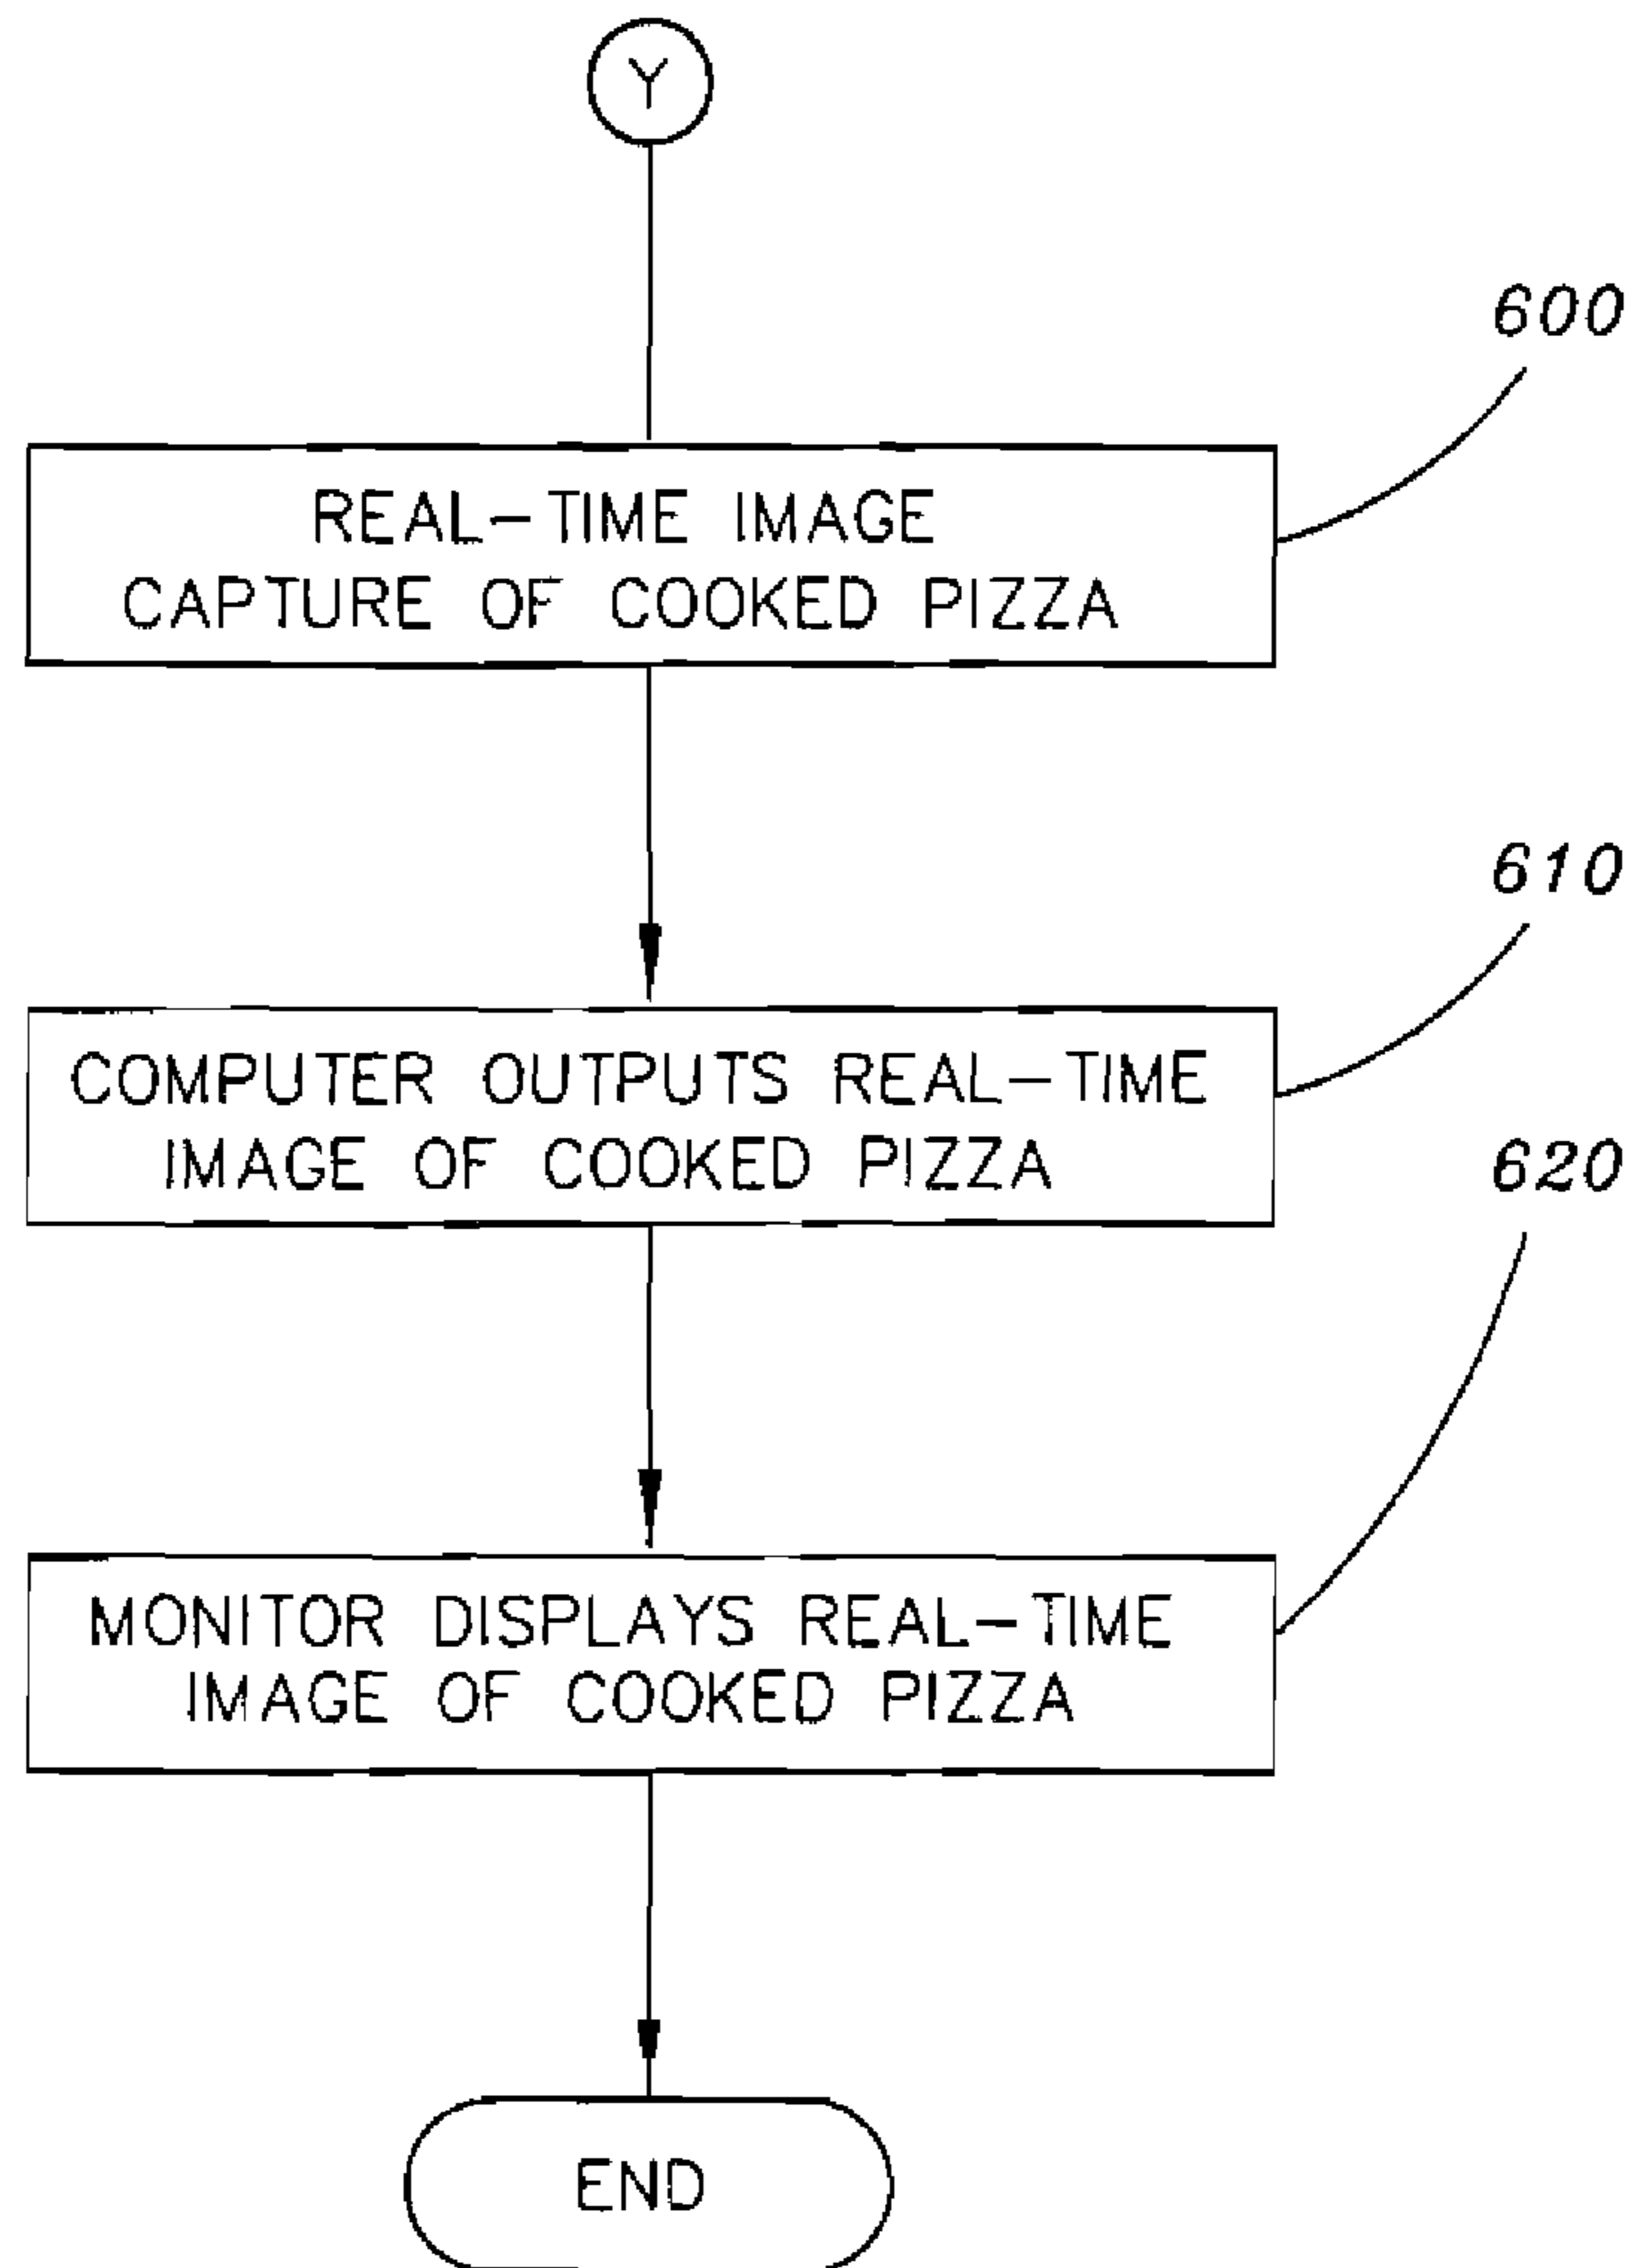 Y
600
REAL-TIME IMAGE
CAPTURE OF COOKED PIZZA
610
COMPUTER OUTPUTS REAL-TIME
IMAGE OF COOKED PIZZA
620
MONITOR DISPLAYS REAL-TIME
IMAGE OF COOKED PIZZA
END